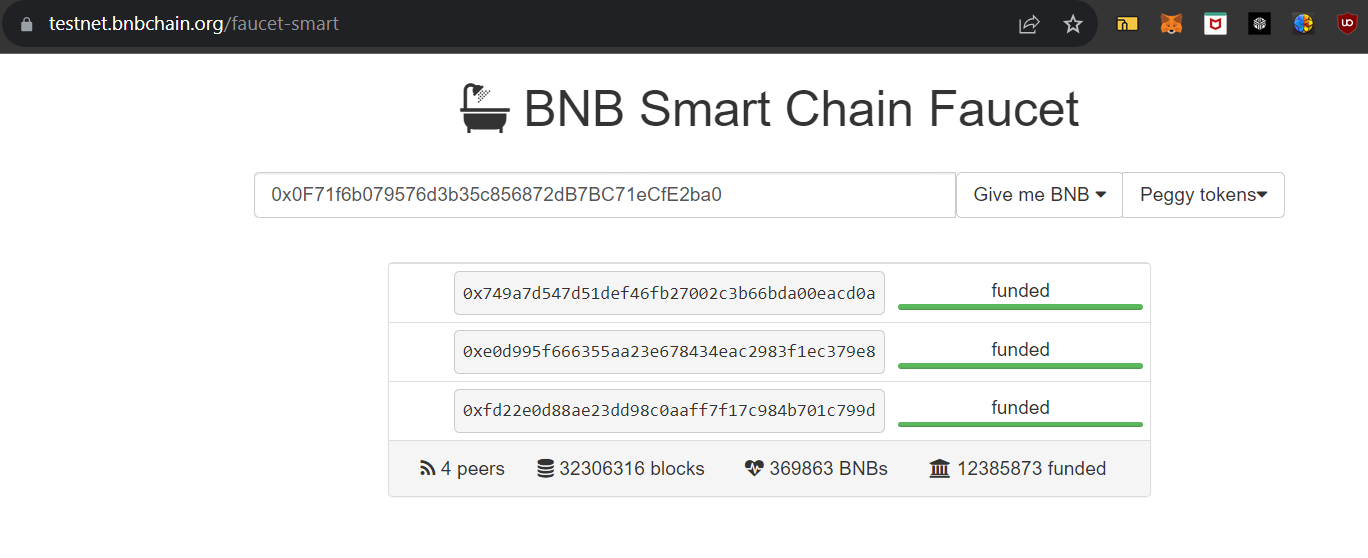 testnet.bnbchain.org/faucet-smart
BNB Smart Chain Faucet
0x0F71f6b079576d3b35c856872dB7BC71eCfE2ba0 Give me BNB Peggy tokens
0x749a7d547d51def46fb27002c3b66bda00eacd0a funded
0xe0d995f666355aa23e678434eac2983f1ec379e8 funded
0xfd22e0d88ae23dd98c0aaff7f17c984b701c799d funded
4 peers 32306316 blocks 369863 BNBs 12385873 funded